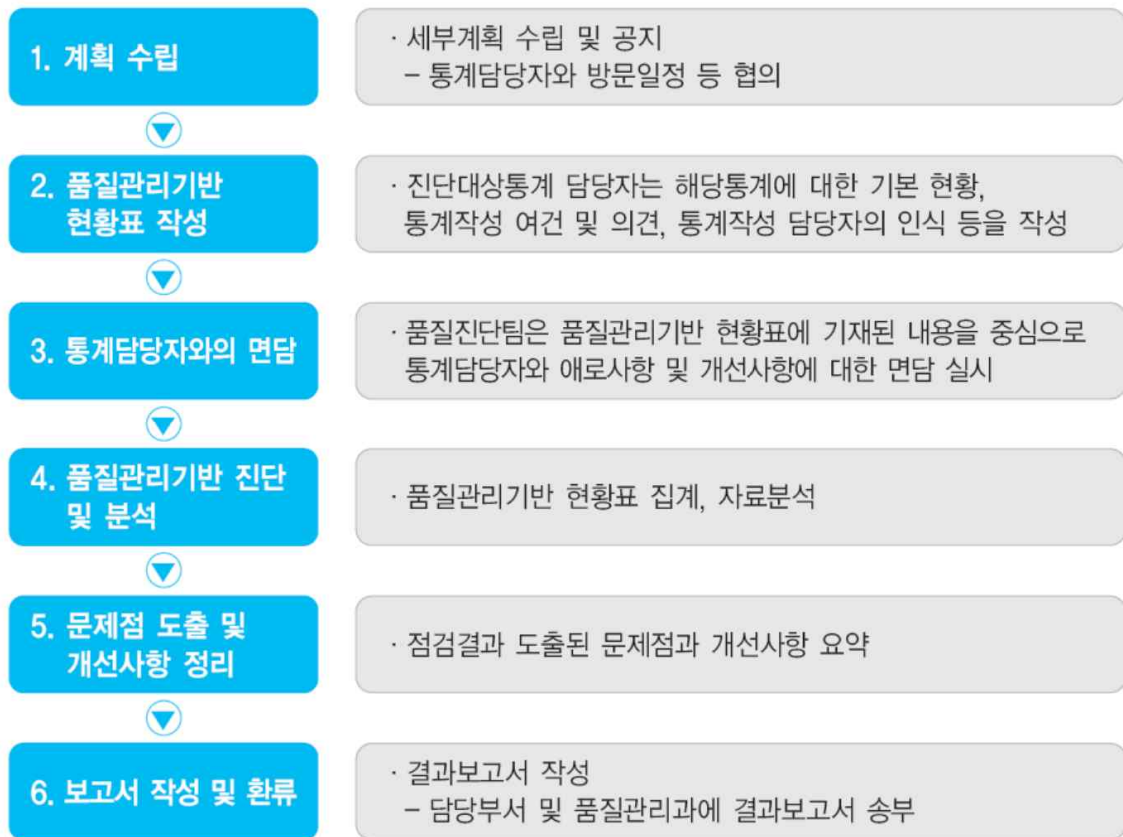 1. 계획 수립
· 세부계획 수립 및 공지
– 통계담당자와 방문일정 등 협의
2. 품질관리기반
현황표 작성
· 진단대상통계 담당자는 해당통계에 대한 기본 현황,
통계작성 여건 및 의견, 통계작성 담당자의 인식 등을 작성
3. 통계담당자와의 면담
· 품질진단팀은 품질관리기반 현황표에 기재된 내용을 중심으로
통계담당자와 애로사항 및 개선사항에 대한 면담 실시
4. 품질관리기반 진단
및 분석
· 품질관리기반 현황표 집계, 자료분석
5. 문제점 도출 및
개선사항 정리
· 점검결과 도출된 문제점과 개선사항 요약
6. 보고서 작성 및 환류
· 결과보고서 작성
– 담당부서 및 품질관리과에 결과보고서 송부